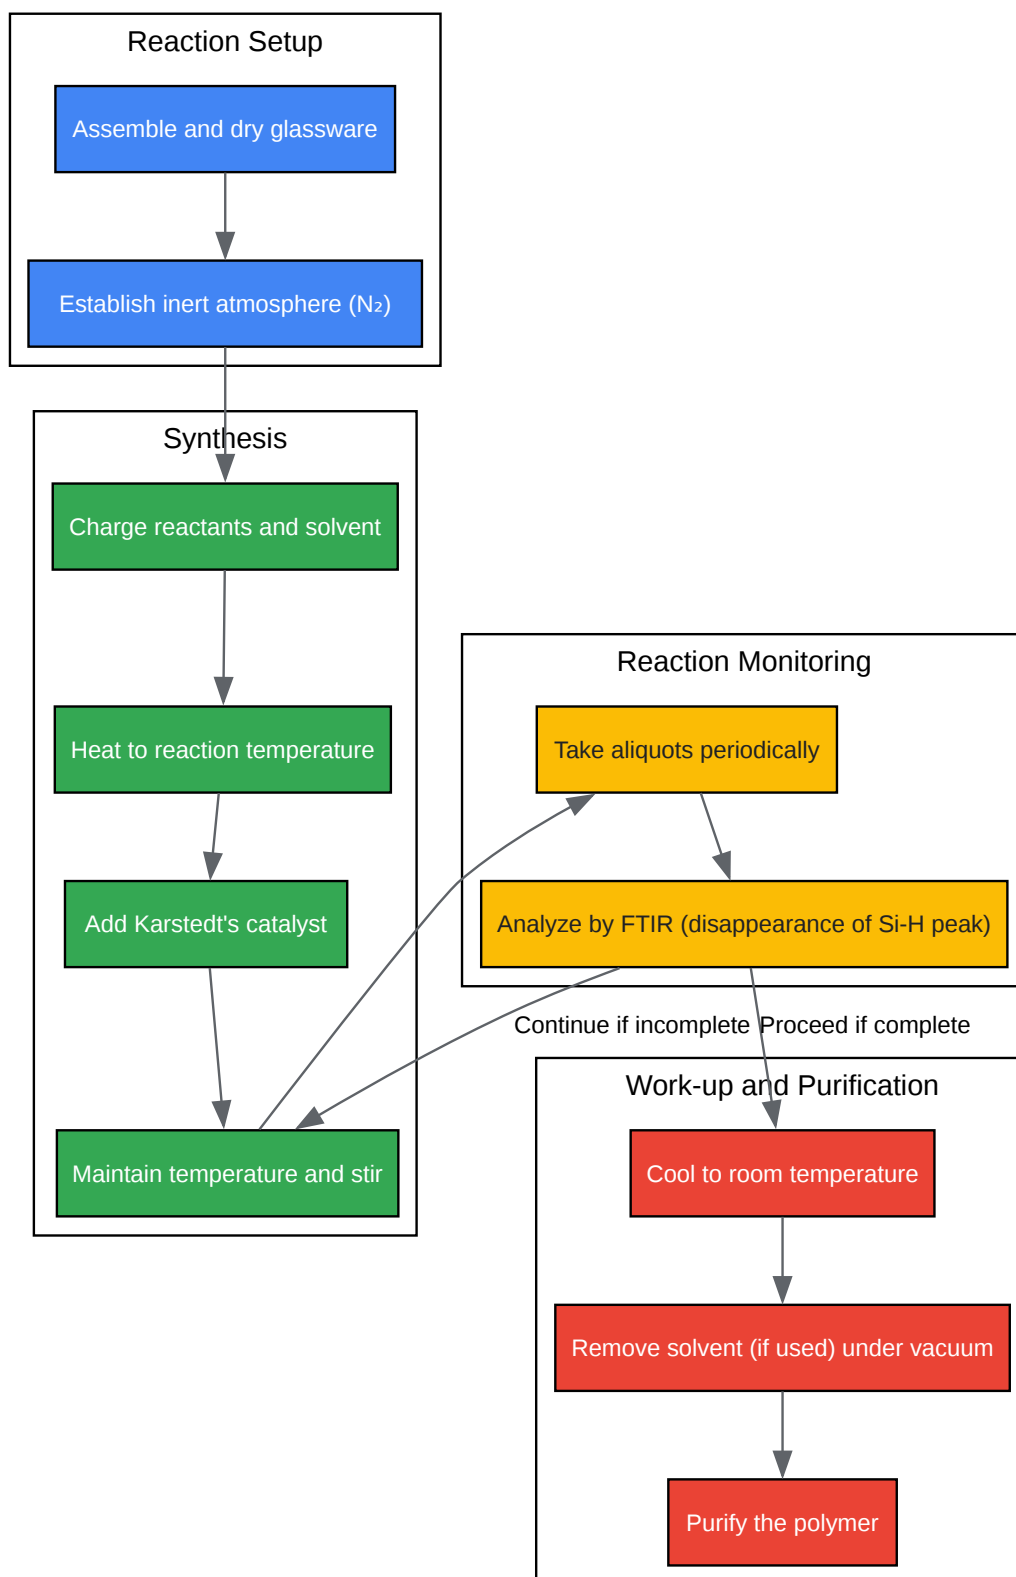 Reaction Setup
Assemble and dry glassware
Establish inert atmosphere (N₂)
Synthesis
Charge reactants and solvent
Heat to reaction temperature
Add Karstedt's catalyst
Maintain temperature and stir
Reaction Monitoring
Take aliquots periodically
Analyze by FTIR (disappearance of Si-H peak)
Continue if incomplete
Proceed if complete
Work-up and Purification
Cool to room temperature
Remove solvent (if used) under vacuum
Purify the polymer